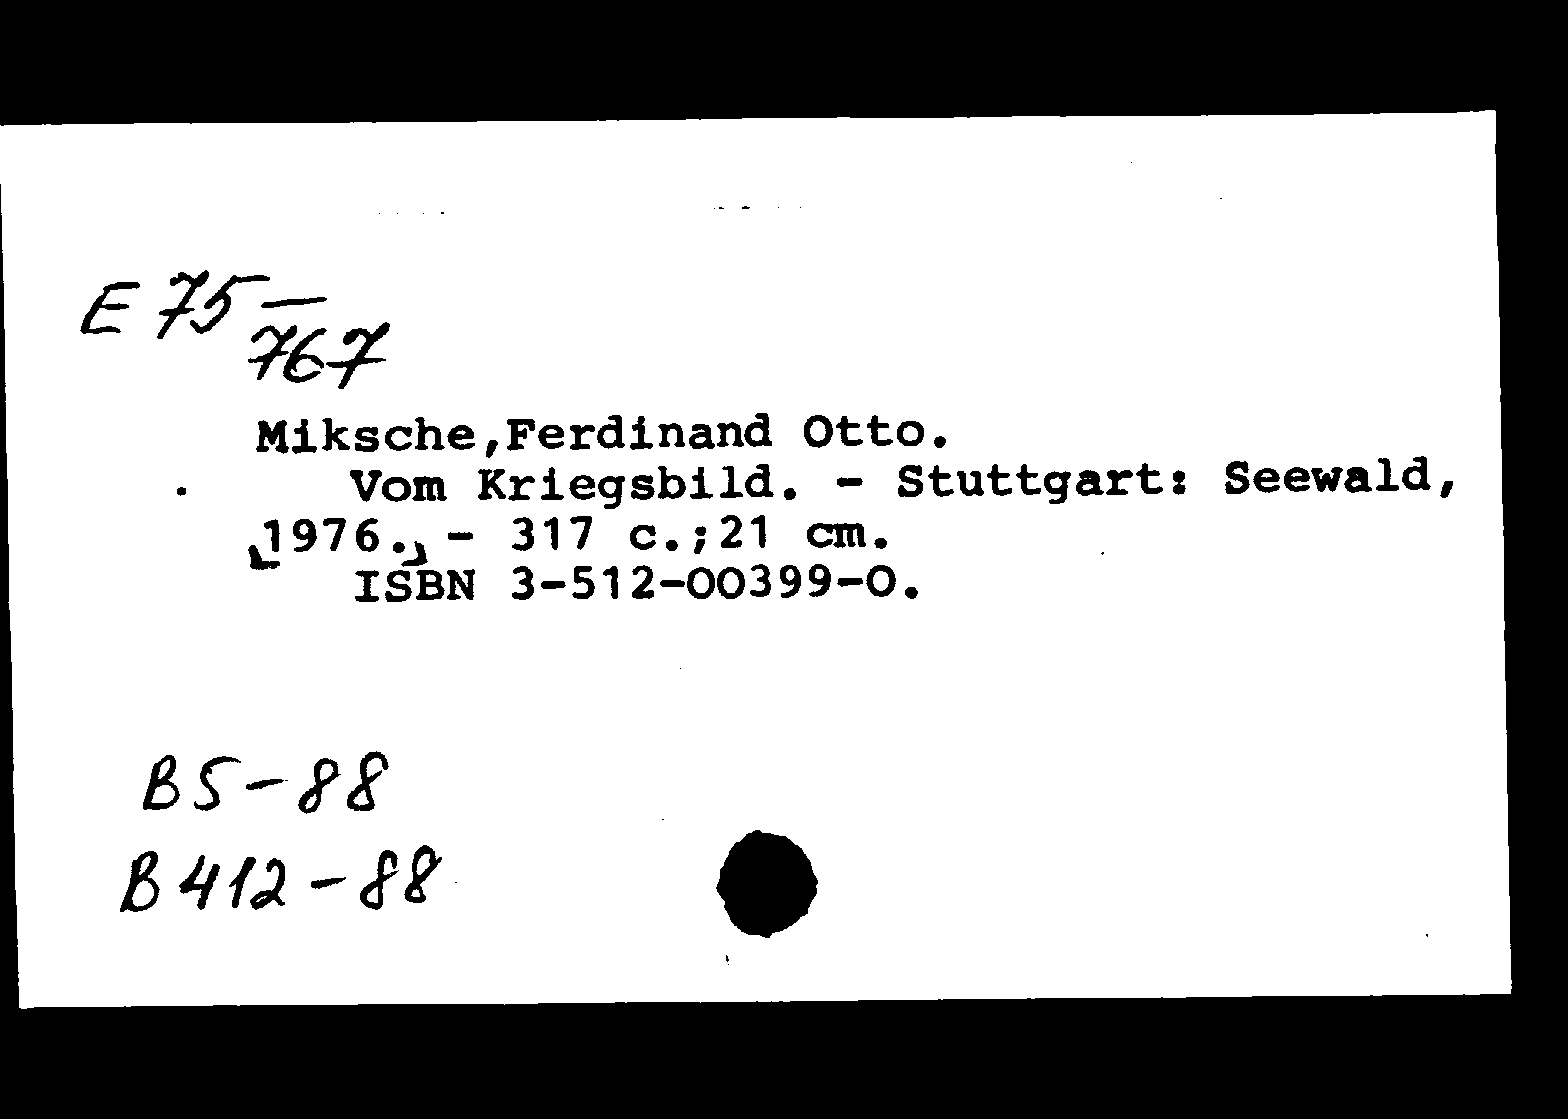 E 75-
767
Miksche,Ferdinand Otto.
Vom Kriegsbild. - Stuttgart: Seewald,
[1976.] - 317 c.;21 cm.
ISBN 3-512-00399-0.
B5-88
B412-88